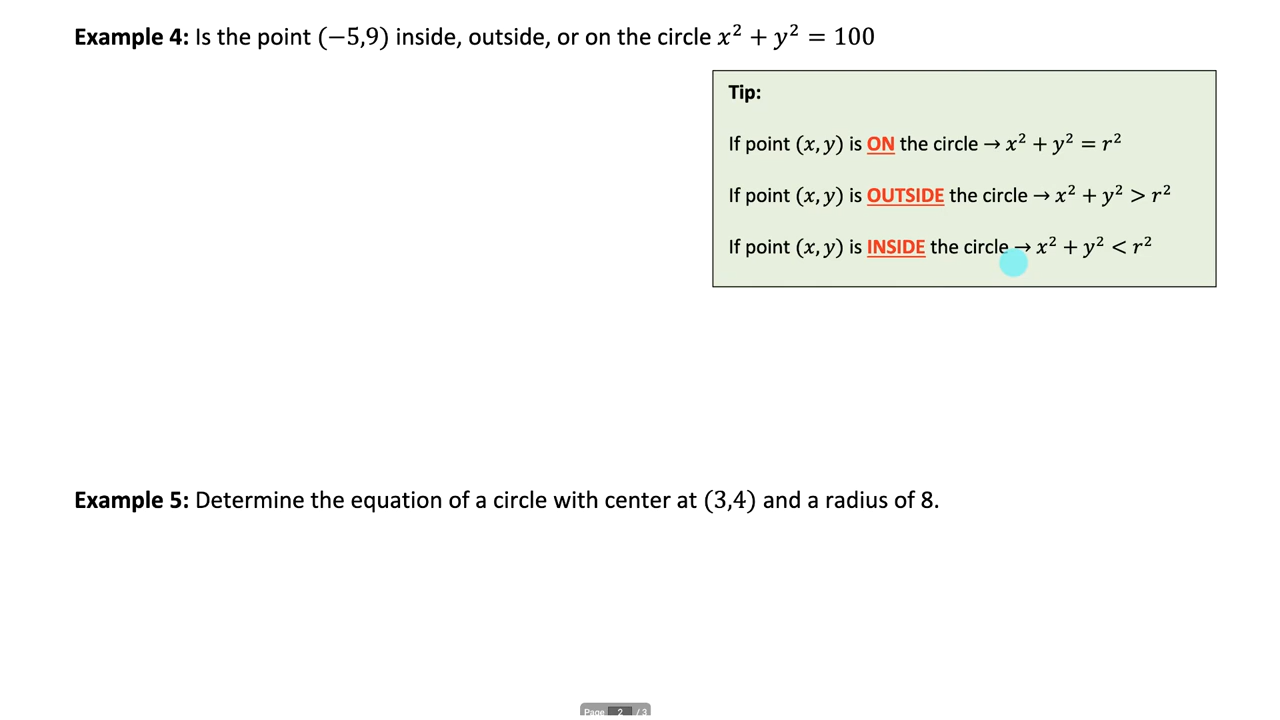 Example 4: Is the point (−5,9) inside, outside, or on the circle x² + y² = 100
Tip:
If point (x, y) is ON the circle → x² + y² = r²
If point (x, y) is OUTSIDE the circle → x² + y² > r²
If point (x, y) is INSIDE the circle → x² + y² < r²
Example 5: Determine the equation of a circle with center at (3,4) and a radius of 8.
Page 2 / 3